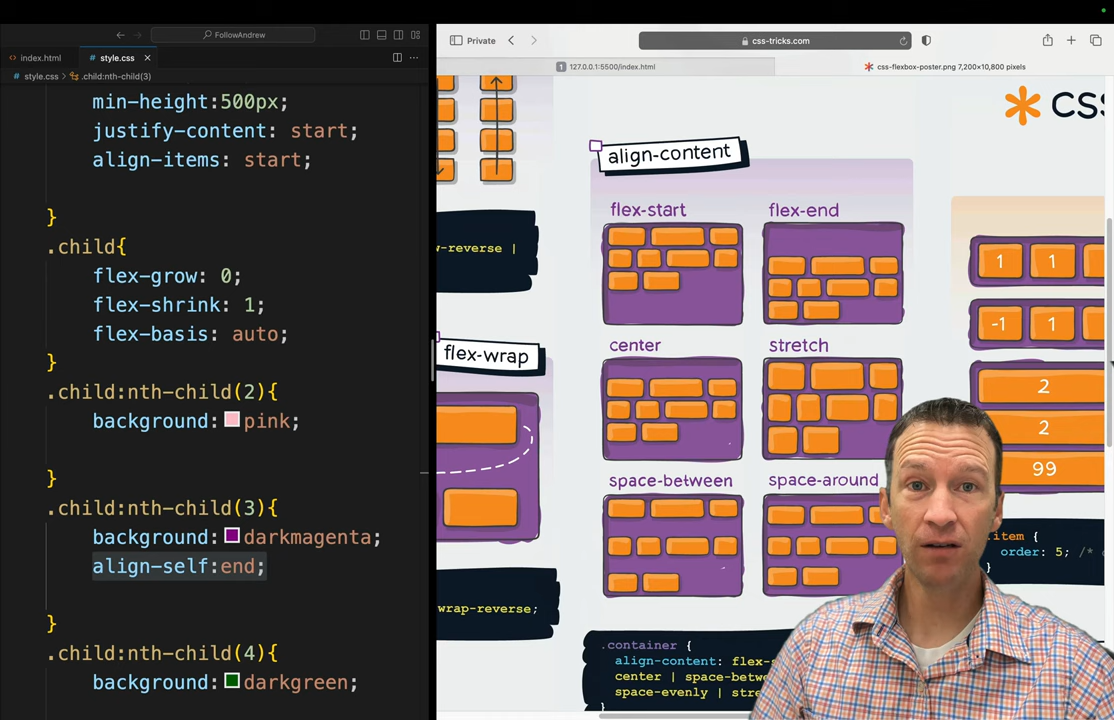 FollowAndrew
index.html
style.css
style.css > .child:nth-child(3)
min-height:500px;
justify-content: start;
align-items: start;
}
.child{
flex-grow: 0;
flex-shrink: 1;
flex-basis: auto;
}
.child:nth-child(2){
background: pink;
}
.child:nth-child(3){
background: darkmagenta;
align-self:end;
}
.child:nth-child(4){
background: darkgreen;
Private
css-tricks.com
1 127.0.0.1:5500/index.html
css-flexbox-poster.png 7,200×10,800 pixels
CSS
align-content
flex-start
flex-end
center
stretch
space-between
space-around
w-reverse |
flex-wrap
wrap-reverse;
1 1
-1 1
2
2
99
.item {
order: 5; /*
}
.container {
align-content: flex-s
center | space-betwe
space-evenly | stre
}